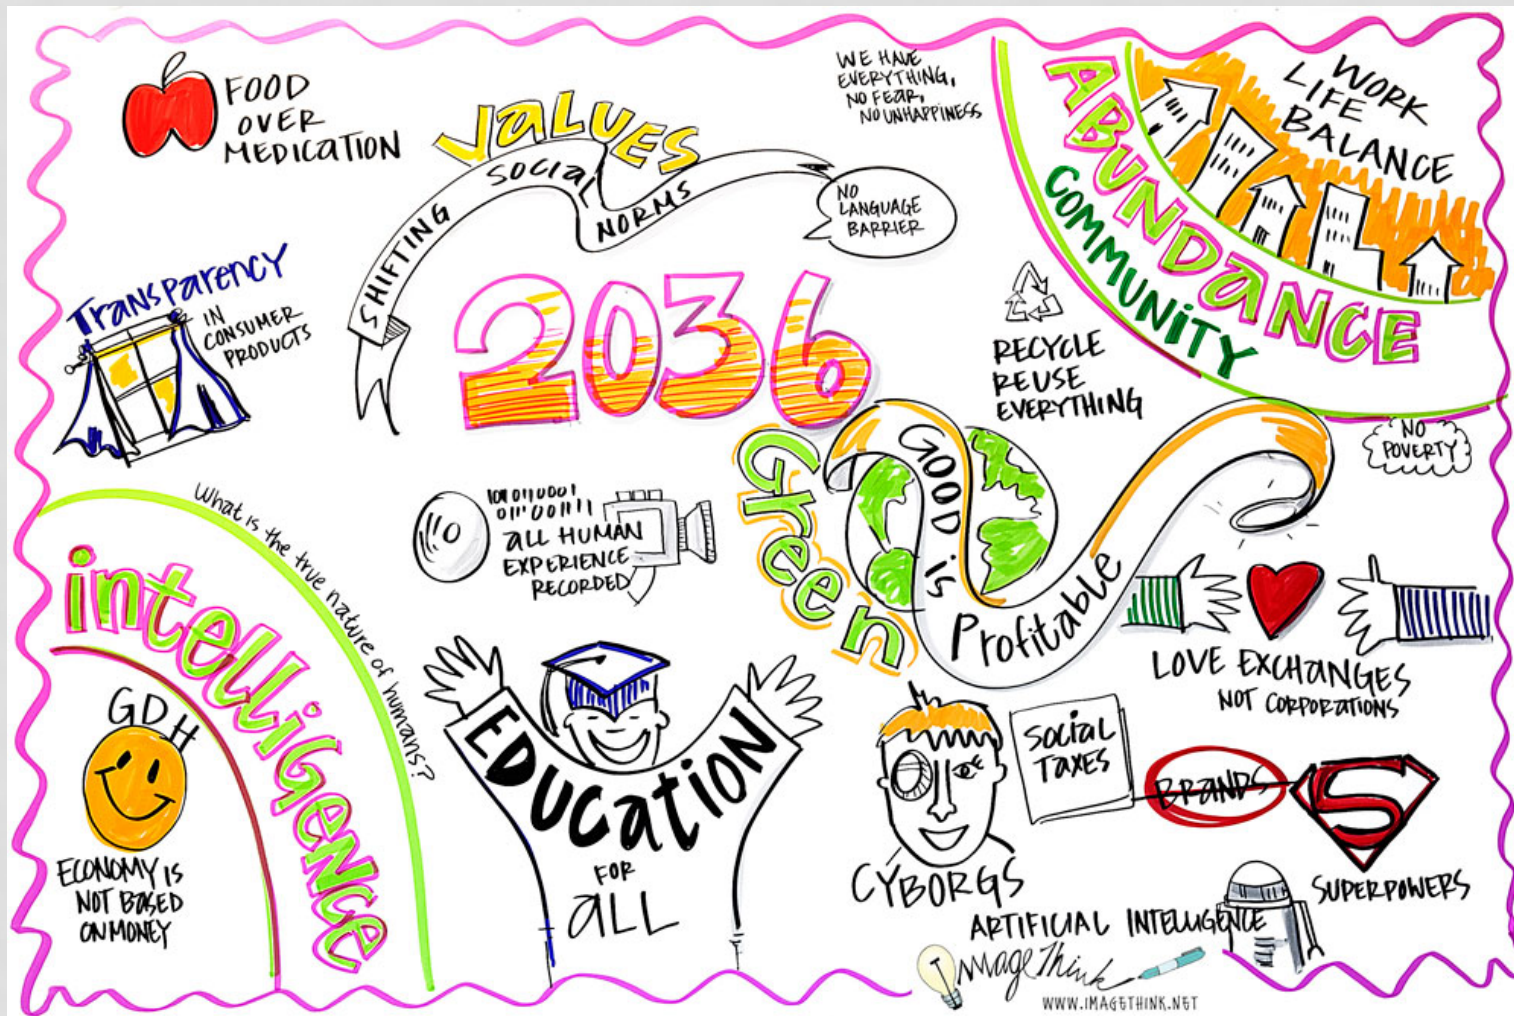 FOOD
OVER
MEDICATION
VALUES
SHIFTING SOCIAL NORMS
NO
LANGUAGE
BARRIER
WE HAVE
EVERYTHING,
NO FEAR,
NO UNHAPPINESS
ABUNDANCE
COMMUNITY
WORK
LIFE
BALANCE
TRANSPARENCY
IN
CONSUMER
PRODUCTS
2036
RECYCLE
REUSE
EVERYTHING
NO
POVERTY
Green
GOOD is Profitable
What is the true nature of humans?
intelligence
GDH
ECONOMY IS
NOT BASED
ON MONEY
ALL HUMAN
EXPERIENCE
RECORDED
EDUCATION
FOR
ALL
LOVE EXCHANGES
NOT CORPORATIONS
CYBORGS
SOCIAL
TAXES
BRANDS
S
SUPERPOWERS
ARTIFICIAL INTELLIGENCE
ImageThink
WWW.IMAGETHINK.NET